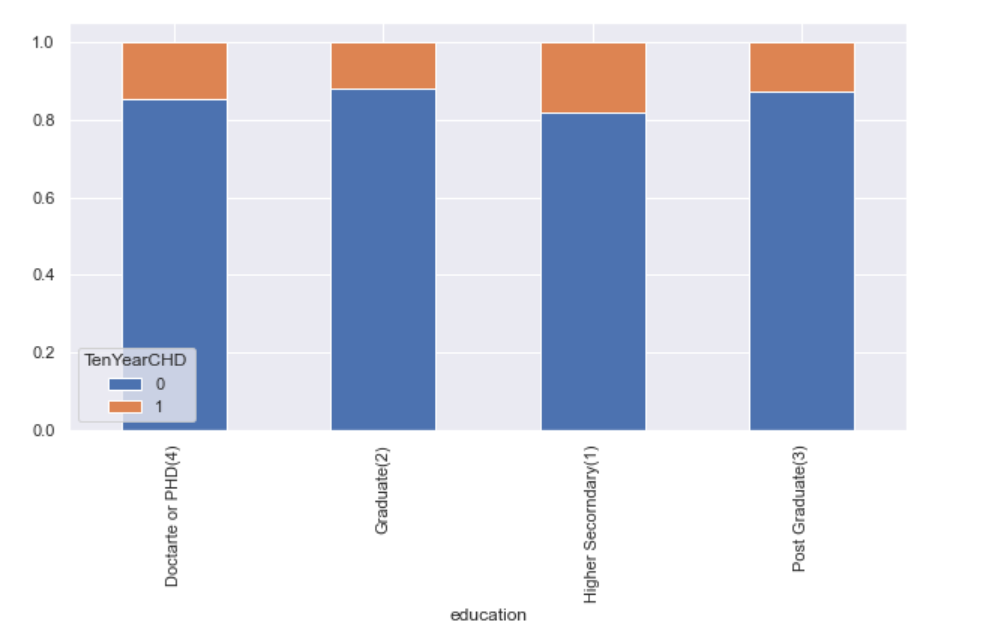 1.0
0.8
0.6
0.4
0.2
0.0
TenYearCHD
0
1
Doctarte or PHD(4)
Graduate(2)
Higher Secorndary(1)
Post Graduate(3)
education